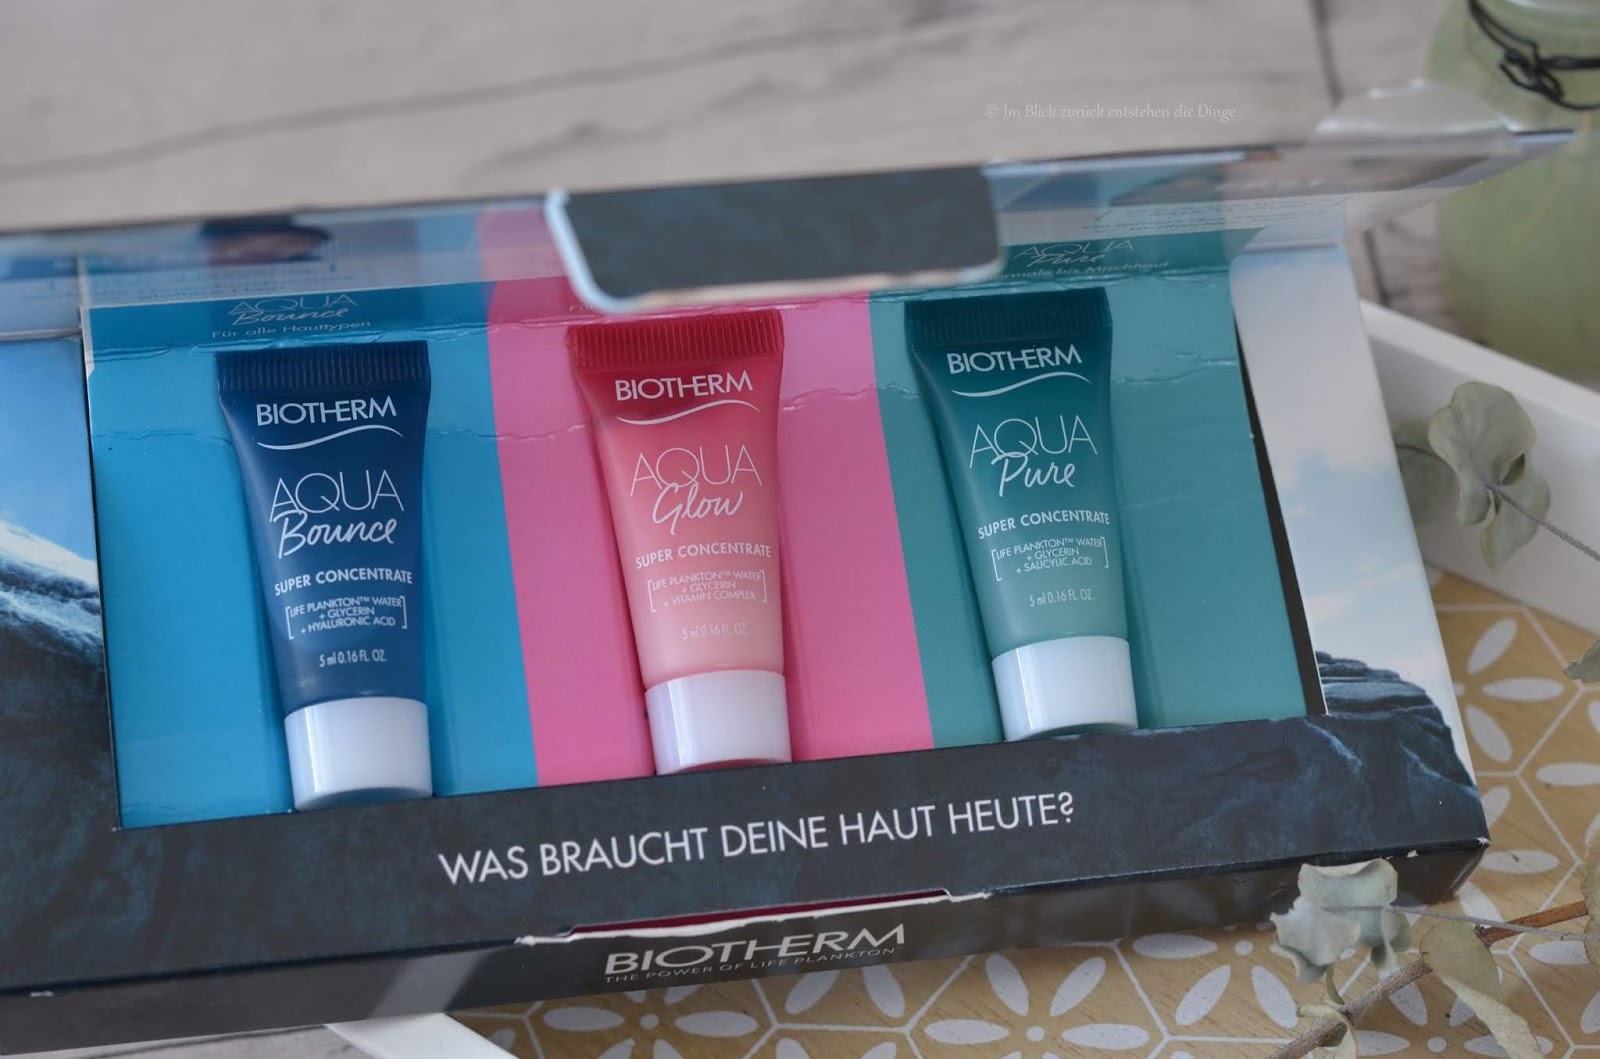 © Im Blick zurück entstehen die Dinge
AQUA
Bounce
Für alle Hauttypen
AQUA
Pure
BIOTHERM
AQUA
Bounce
SUPER CONCENTRATE
LIFE PLANKTON™ WATER
+ GLYCERIN
+ HYALURONIC ACID
5 ml 0.16 FL. OZ.
BIOTHERM
AQUA
Glow
SUPER CONCENTRATE
LIFE PLANKTON™ WATER
+ GLYCERIN
+ VITAMIN COMPLEX
5 ml 0.16 FL. OZ.
BIOTHERM
AQUA
Pure
SUPER CONCENTRATE
LIFE PLANKTON™ WATER
+ GLYCERIN
+ SALICYLIC ACID
5 ml 0.16 FL. OZ.
WAS BRAUCHT DEINE HAUT HEUTE?
BIOTHERM
THE POWER OF LIFE PLANKTON™